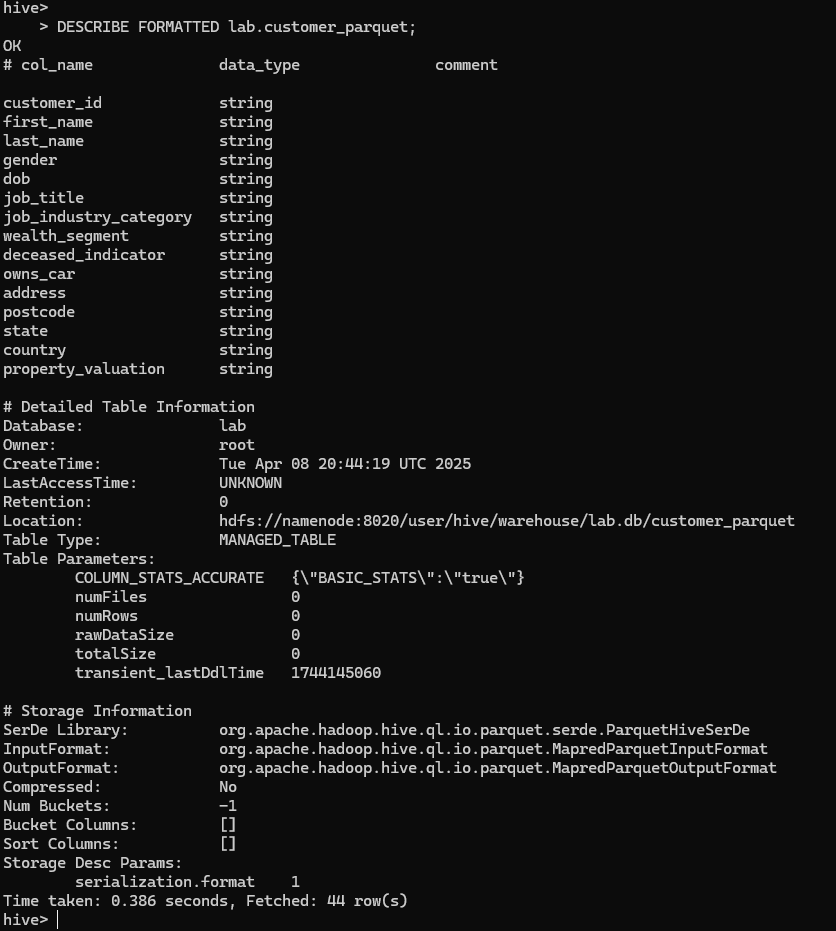 hive>
    > DESCRIBE FORMATTED lab.customer_parquet;
OK
# col_name              data_type               comment
customer_id             string
first_name              string
last_name               string
gender                  string
dob                     string
job_title               string
job_industry_category   string
wealth_segment          string
deceased_indicator      string
owns_car                string
address                 string
postcode                string
state                   string
country                 string
property_valuation      string
# Detailed Table Information
Database:               lab
Owner:                  root
CreateTime:             Tue Apr 08 20:44:19 UTC 2025
LastAccessTime:         UNKNOWN
Retention:              0
Location:               hdfs://namenode:8020/user/hive/warehouse/lab.db/customer_parquet
Table Type:             MANAGED_TABLE
Table Parameters:
        COLUMN_STATS_ACCURATE   {\"BASIC_STATS\":\"true\"}
        numFiles                0
        numRows                 0
        rawDataSize             0
        totalSize               0
        transient_lastDdlTime   1744145060
# Storage Information
SerDe Library:          org.apache.hadoop.hive.ql.io.parquet.serde.ParquetHiveSerDe
InputFormat:            org.apache.hadoop.hive.ql.io.parquet.MapredParquetInputFormat
OutputFormat:           org.apache.hadoop.hive.ql.io.parquet.MapredParquetOutputFormat
Compressed:             No
Num Buckets:            -1
Bucket Columns:         []
Sort Columns:           []
Storage Desc Params:
        serialization.format    1
Time taken: 0.386 seconds, Fetched: 44 row(s)
hive>